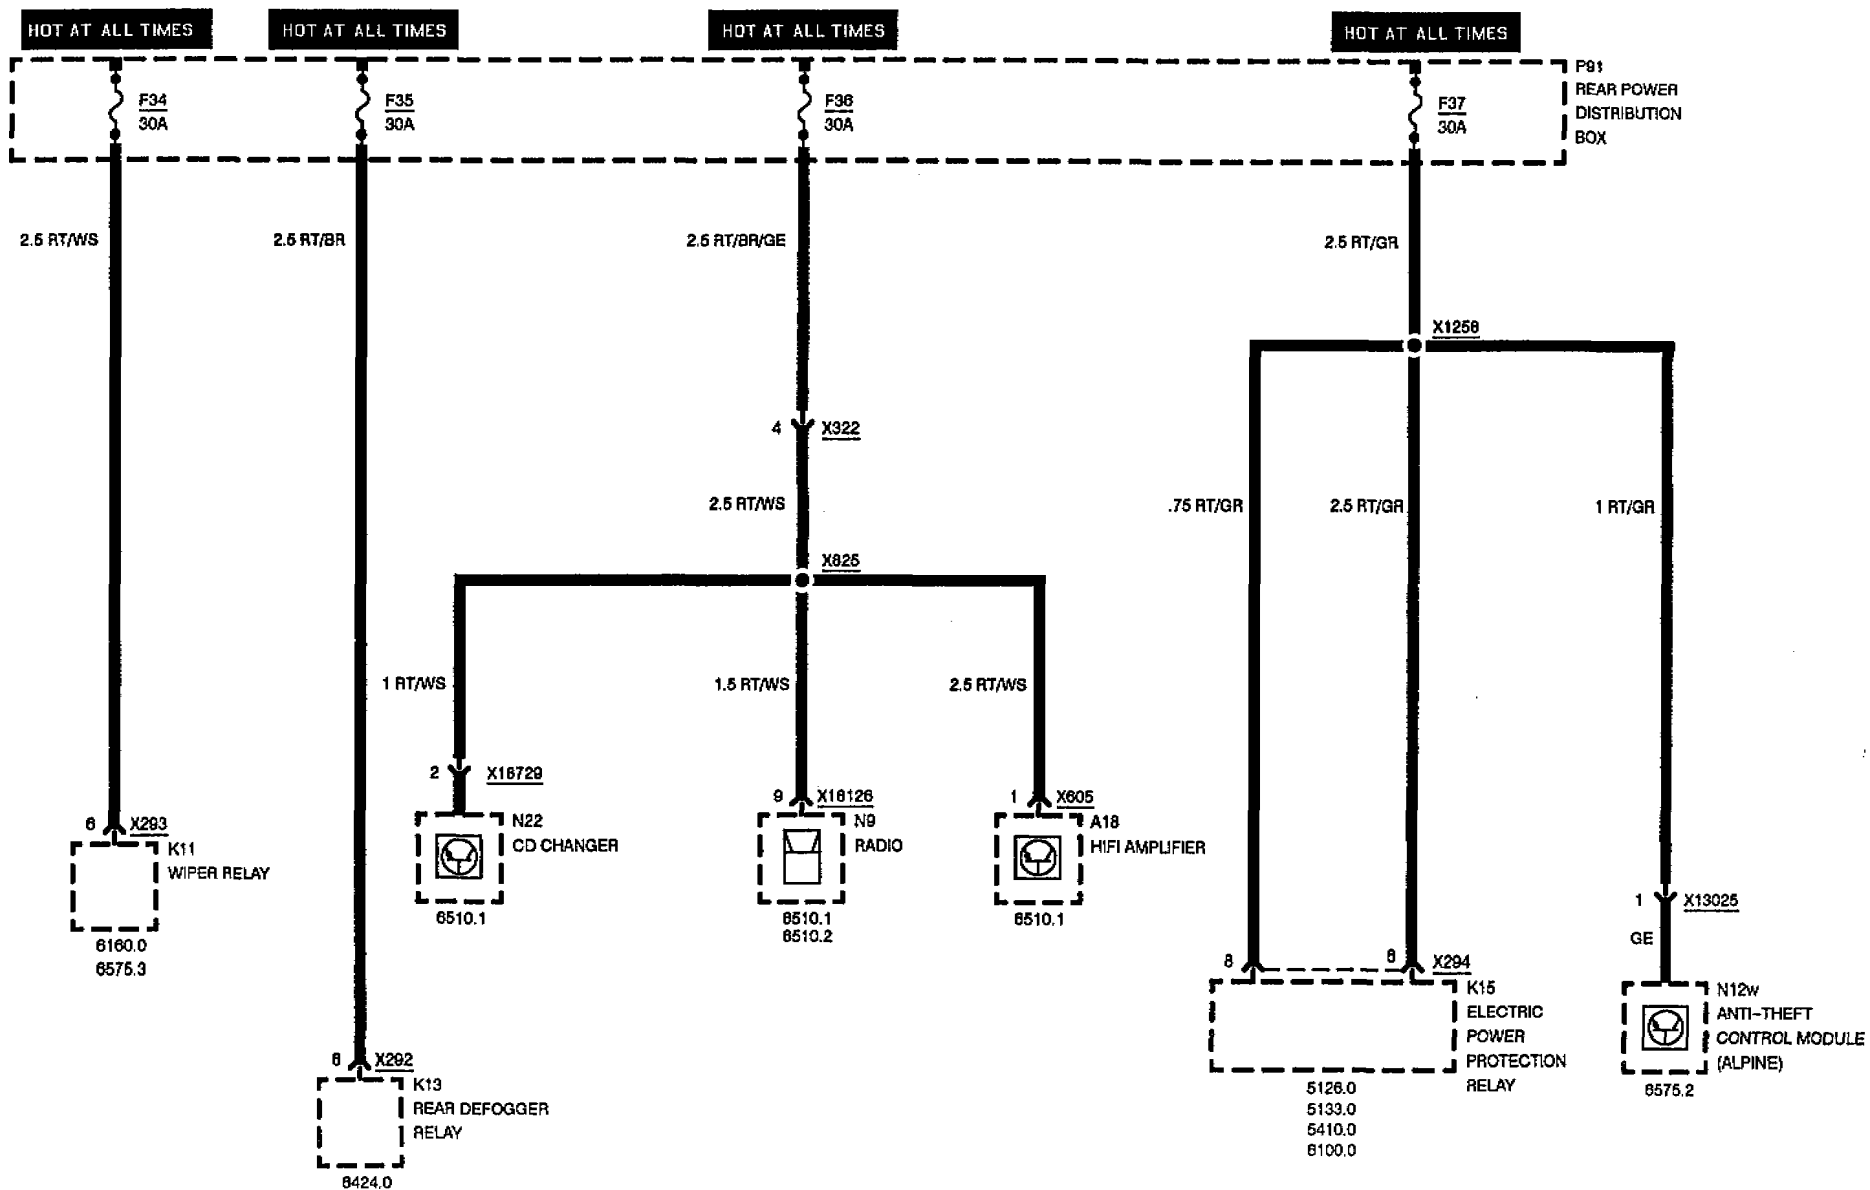 HOT AT ALL TIMES
HOT AT ALL TIMES
HOT AT ALL TIMES
HOT AT ALL TIMES
F34
30A
F35
30A
F36
30A
F37
30A
P91
REAR POWER
DISTRIBUTION
BOX
2.5 RT/WS
2.5 RT/BR
2.5 RT/BR/GE
2.5 RT/GR
X1258
4
X322
2.5 RT/WS
.75 RT/GR
2.5 RT/GR
1 RT/GR
X825
1 RT/WS
1.5 RT/WS
2.5 RT/WS
2
X18729
9
X18126
1
X605
6
X293
K11
WIPER RELAY
6160.0
6575.3
N22
CD CHANGER
6510.1
N9
RADIO
6510.1
6510.2
A18
HIFI AMPLIFIER
6510.1
1
X13025
GE
8
6
X294
K15
ELECTRIC
POWER
PROTECTION
RELAY
5126.0
5133.0
5410.0
6100.0
N12w
ANTI-THEFT
CONTROL MODULE
(ALPINE)
6575.2
6
X292
K13
REAR DEFOGGER
RELAY
6424.0